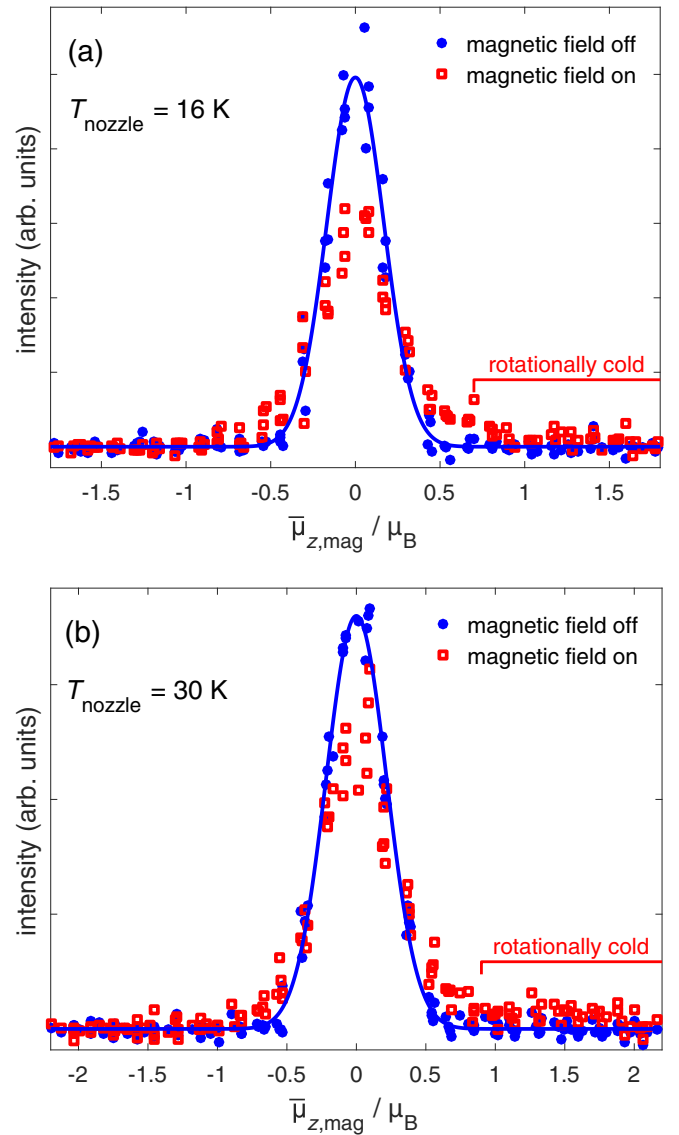 (a)
magnetic field off
magnetic field on
T_nozzle = 16 K
rotationally cold
intensity (arb. units)
-1.5 -1 -0.5 0 0.5 1 1.5
μ̅_z,mag / μ_B
(b)
magnetic field off
magnetic field on
T_nozzle = 30 K
rotationally cold
intensity (arb. units)
-2 -1.5 -1 -0.5 0 0.5 1 1.5 2
μ̅_z,mag / μ_B